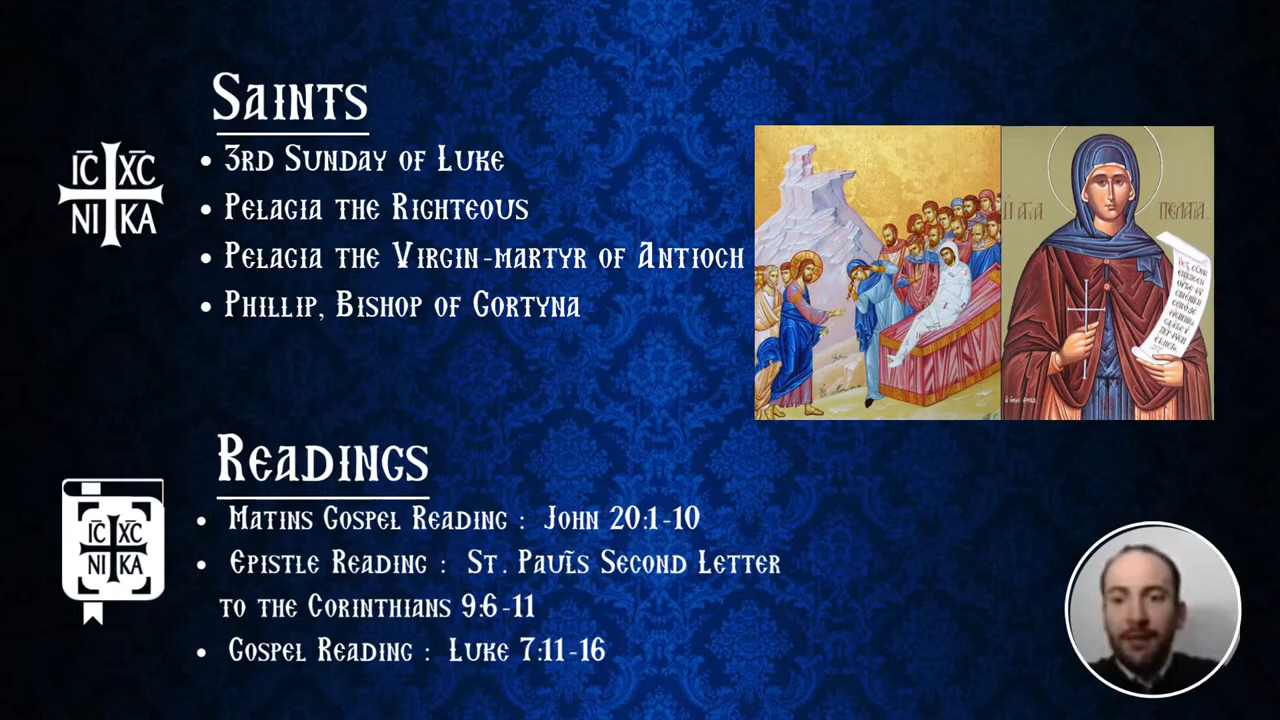 Saints
IC XC
NI KA
• 3rd Sunday of Luke
• Pelagia the Righteous
• Pelagia the Virgin-martyr of Antioch
• Phillip, Bishop of Gortyna
Η ΑΓΙΑ ΠΕΛΑΓΙΑ
Readings
IC XC
NI KA
• Matins Gospel Reading : John 20:1-10
• Epistle Reading : St. Paul's Second Letter
to the Corinthians 9:6-11
• Gospel Reading : Luke 7:11-16